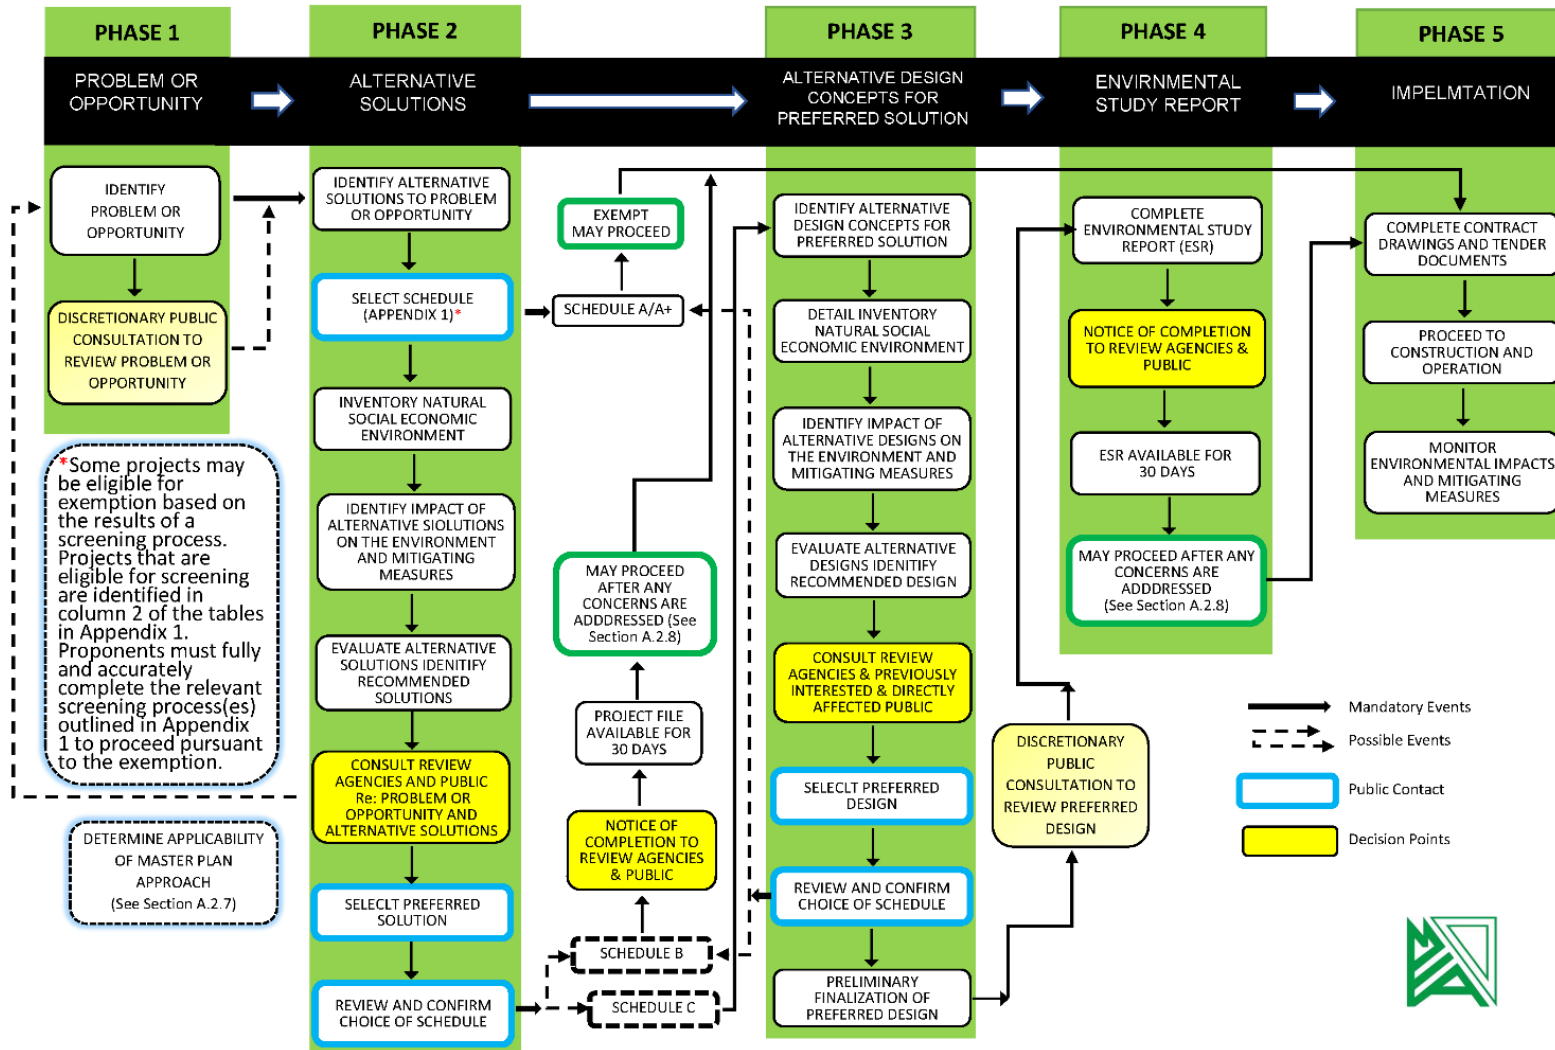 PHASE 1
PROBLEM OR
OPPORTUNITY
IDENTIFY
PROBLEM OR
OPPORTUNITY
DISCRETIONARY PUBLIC
CONSULTATION TO
REVIEW PROBLEM OR
OPPORTUNITY
*Some projects may
be eligible for
exemption based on
the results of a
screening process.
Projects that are
eligible for screening
are identified in
column 2 of the tables
in Appendix 1.
Proponents must fully
and accurately
complete the relevant
screening process(es)
outlined in Appendix
1 to proceed pursuant
to the exemption.
DETERMINE APPLICABILITY
OF MASTER PLAN
APPROACH
(See Section A.2.7)
PHASE 2
ALTERNATIVE
SOLUTIONS
IDENTIFY ALTERNATIVE
SOLUTIONS TO PROBLEM
OR OPPORTUNITY
SELECT SCHEDULE
(APPENDIX 1)*
INVENTORY NATURAL
SOCIAL ECONOMIC
ENVIRONMENT
IDENTIFY IMPACT OF
ALTERNATIVE SIOLUTIONS
ON THE ENVIRONMENT
AND MITIGATING
MEASURES
EVALUATE ALTERNATIVE
SOLUTIONS IDENITIFY
RECOMMENDED
SOLUTIONS
CONSULT REVIEW
AGENCIES AND PUBLIC
Re: PROBLEM OR
OPPORTUNITY AND
ALTERNATIVE SOLUTIONS
SELECLT PREFERRED
SOLUTION
REVIEW AND CONFIRM
CHOICE OF SCHEDULE
EXEMPT
MAY PROCEED
SCHEDULE A/A+
MAY PROCEED
AFTER ANY
CONCERNS ARE
ADDDRESSED (See
Section A.2.8)
PROJECT FILE
AVAILABLE FOR
30 DAYS
NOTICE OF
COMPLETION TO
REVIEW AGENCIES
& PUBLIC
SCHEDULE B
SCHEDULE C
PHASE 3
ALTERNATIVE DESIGN
CONCEPTS FOR
PREFERRED SOLUTION
IDENTIFY ALTERNATIVE
DESIGN CONCEPTS FOR
PREFERRED SOLUTION
DETAIL INVENTORY
NATURAL SOCIAL
ECONOMIC ENVIRONMENT
IDENTIFY IMPACT OF
ALTERNATIVE DESIGNS ON
THE ENVIRONMENT AND
MITIGATING MEASURES
EVALUATE ALTERNATIVE
DESIGNS IDEINTIFY
RECOMMENDED DESIGN
CONSULT REVIEW
AGENCIES & PREVIOUSLY
INTERESTED & DIRECTLY
AFFECTED PUBLIC
SELECLT PREFERRED
DESIGN
REVIEW AND CONFIRM
CHOICE OF SCHEDULE
PRELIMINARY
FINALIZATION OF
PREFERRED DESIGN
PHASE 4
ENVIRNMENTAL
STUDY REPORT
COMPLETE
ENVIRONMENTAL STUDY
REPORT (ESR)
NOTICE OF COMPLETION
TO REVIEW AGENCIES &
PUBLIC
ESR AVAILABLE FOR
30 DAYS
MAY PROCEED AFTER ANY
CONCERNS ARE
ADDDRESSED
(See Section A.2.8)
DISCRETIONARY
PUBLIC
CONSULTATION TO
REVIEW PREFERRED
DESIGN
PHASE 5
IMPELMTATION
COMPLETE CONTRACT
DRAWINGS AND TENDER
DOCUMENTS
PROCEED TO
CONSTRUCTION AND
OPERATION
MONITOR
ENVIRONMENTAL IMPACTS
AND MITIGATING
MEASURES
Mandatory Events
Possible Events
Public Contact
Decision Points